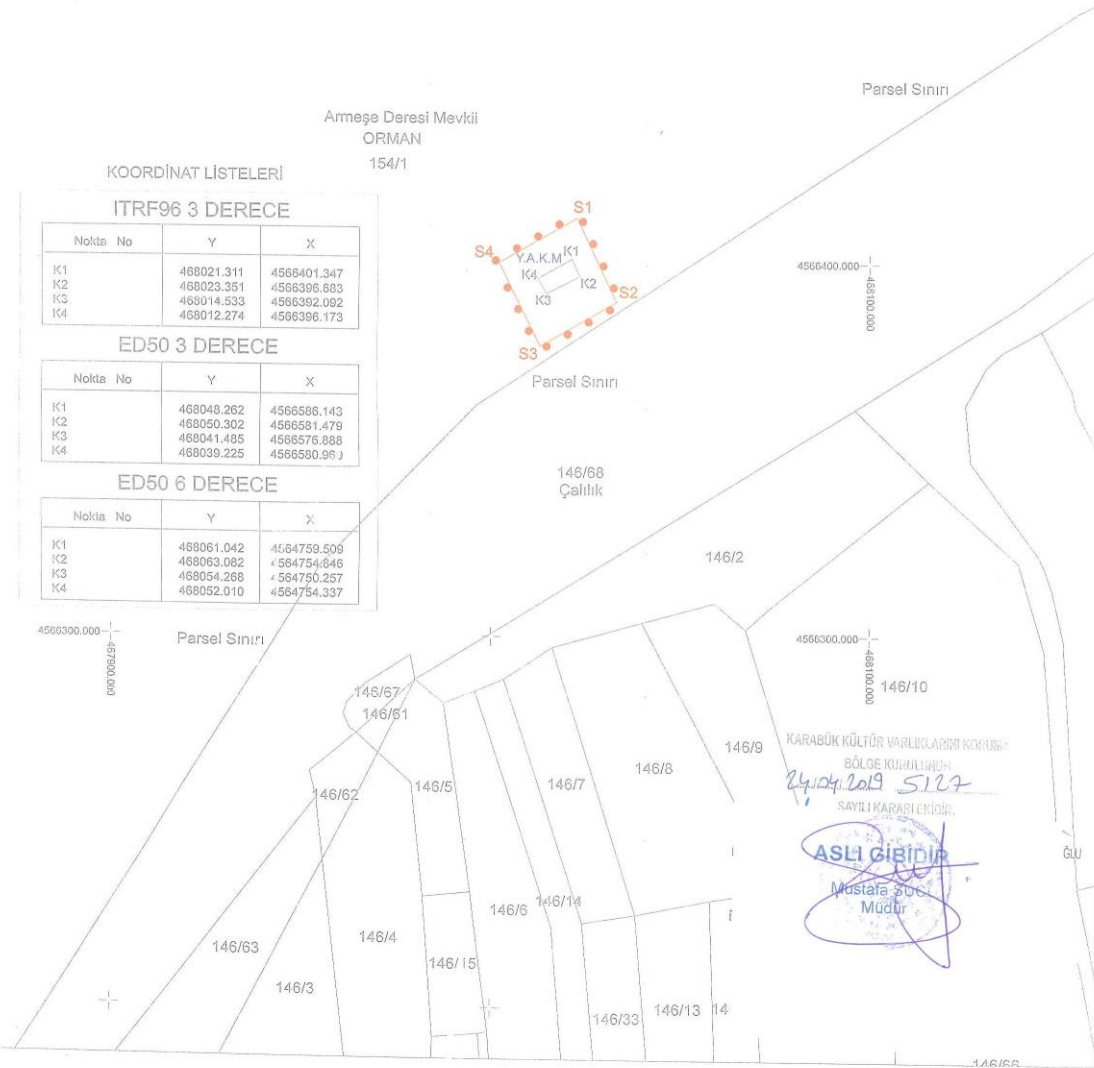 Parsel Sınırı
Armeşe Deresi Mevkii
ORMAN
154/1
KOORDİNAT LİSTELERİ
ITRF96 3 DERECE
Nokta No Y X
K1 468021.311 4566401.347
K2 468023.351 4566396.683
K3 468014.533 4566392.092
K4 468012.274 4566396.173
ED50 3 DERECE
Nokta No Y X
K1 468048.262 4566586.143
K2 468050.302 4566581.479
K3 468041.485 4566576.888
K4 468039.225
ED50 6 DERECE
Nokta No Y X
K1 468061.042 4564759.509
K2 468063.082 4564754.846
K3 468054.268 4564750.257
K4 468052.010 4564754.337
S1
S4
Y.A.K.M
K1
K4
K2
K3
S2
S3
4566400.000
468100.000
Parsel Sınırı
146/68
Çalılık
146/2
4566300.000
467900.000
Parsel Sınırı
4566300.000
468100.000
146/10
146/67
146/61
146/9
146/8
146/7
146/5
146/62
KARABÜK KÜLTÜR VARLIKLARINI KORUMA
BÖLGE KURULUNUN
24.04.2019 5127
SAYILI KARARI EKİDİR.
ASLI GİBİDİR
Mustafa
Müdür
ĞLU
146/6
146/14
146/4
146/63
146/15
146/3
146/33
146/13
14
146/66